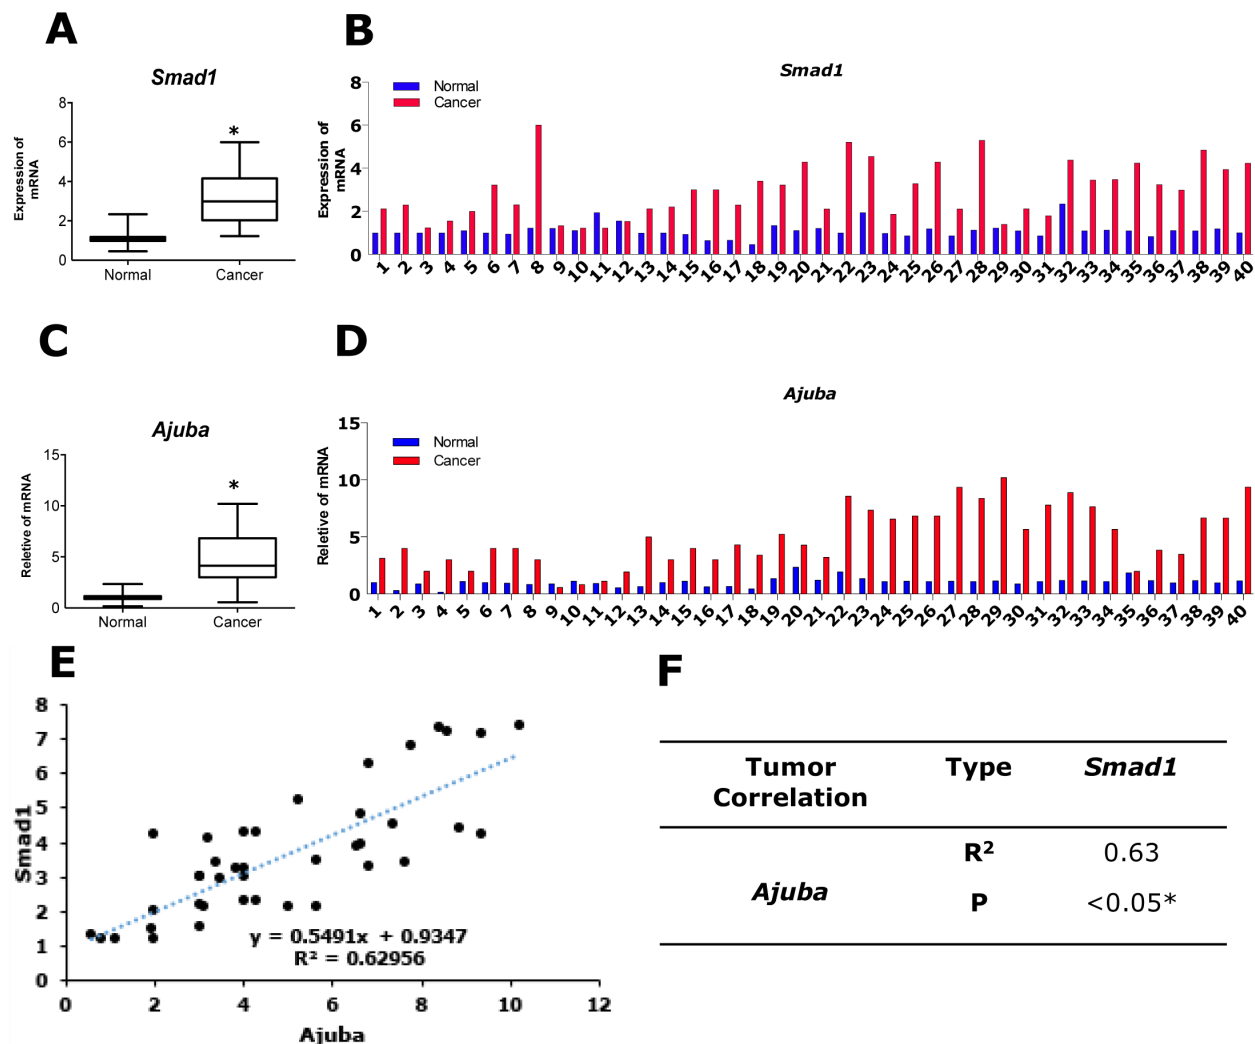 A
Smad1
Expression of
mRNA
8
6
4
2
0
*
Normal
Cancer
B
Smad1
Expression of
mRNA
8
6
4
2
0
Normal
Cancer
1 2 3 4 5 6 7 8 9 10 11 12 13 14 15 16 17 18 19 20 21 22 23 24 25 26 27 28 29 30 31 32 33 34 35 36 37 38 39 40
C
Ajuba
Reletive of mRNA
15
10
5
0
*
Normal
Cancer
D
Ajuba
Reletive of mRNA
15
10
5
0
Normal
Cancer
1 2 3 4 5 6 7 8 9 10 11 12 13 14 15 16 17 18 19 20 21 22 23 24 25 26 27 28 29 30 31 32 33 34 35 36 37 38 39 40
E
Smad1
8
7
6
5
4
3
2
1
0
y = 0.5491x + 0.9347
R² = 0.62956
0 2 4 6 8 10 12
Ajuba
F
Tumor
Correlation
Type
Smad1
Ajuba
R² 0.63
P <0.05*